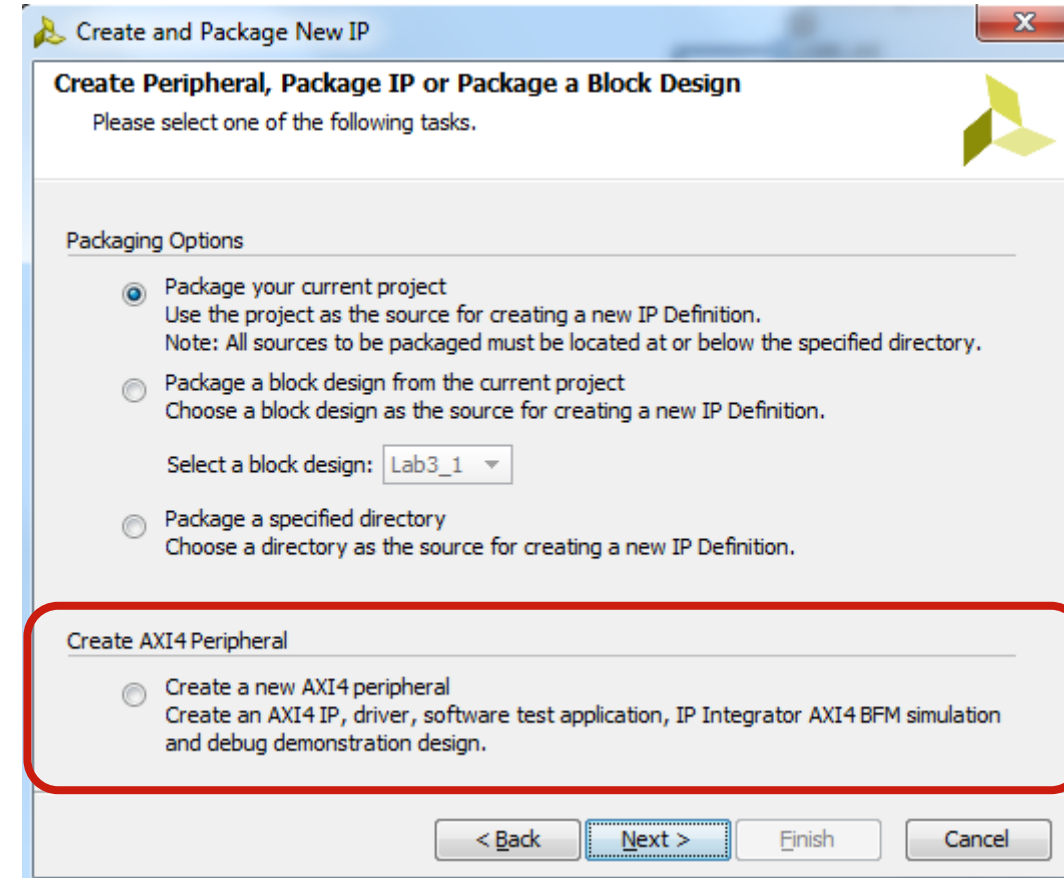 Create and Package New IP
Create Peripheral, Package IP or Package a Block Design
Please select one of the following tasks.
Packaging Options
Package your current project
Use the project as the source for creating a new IP Definition.
Note: All sources to be packaged must be located at or below the specified directory.
Package a block design from the current project
Choose a block design as the source for creating a new IP Definition.
Select a block design: Lab3_1
Package a specified directory
Choose a directory as the source for creating a new IP Definition.
Create AXI4 Peripheral
Create a new AXI4 peripheral
Create an AXI4 IP, driver, software test application, IP Integrator AXI4 BFM simulation
and debug demonstration design.
< Back Next > Finish Cancel